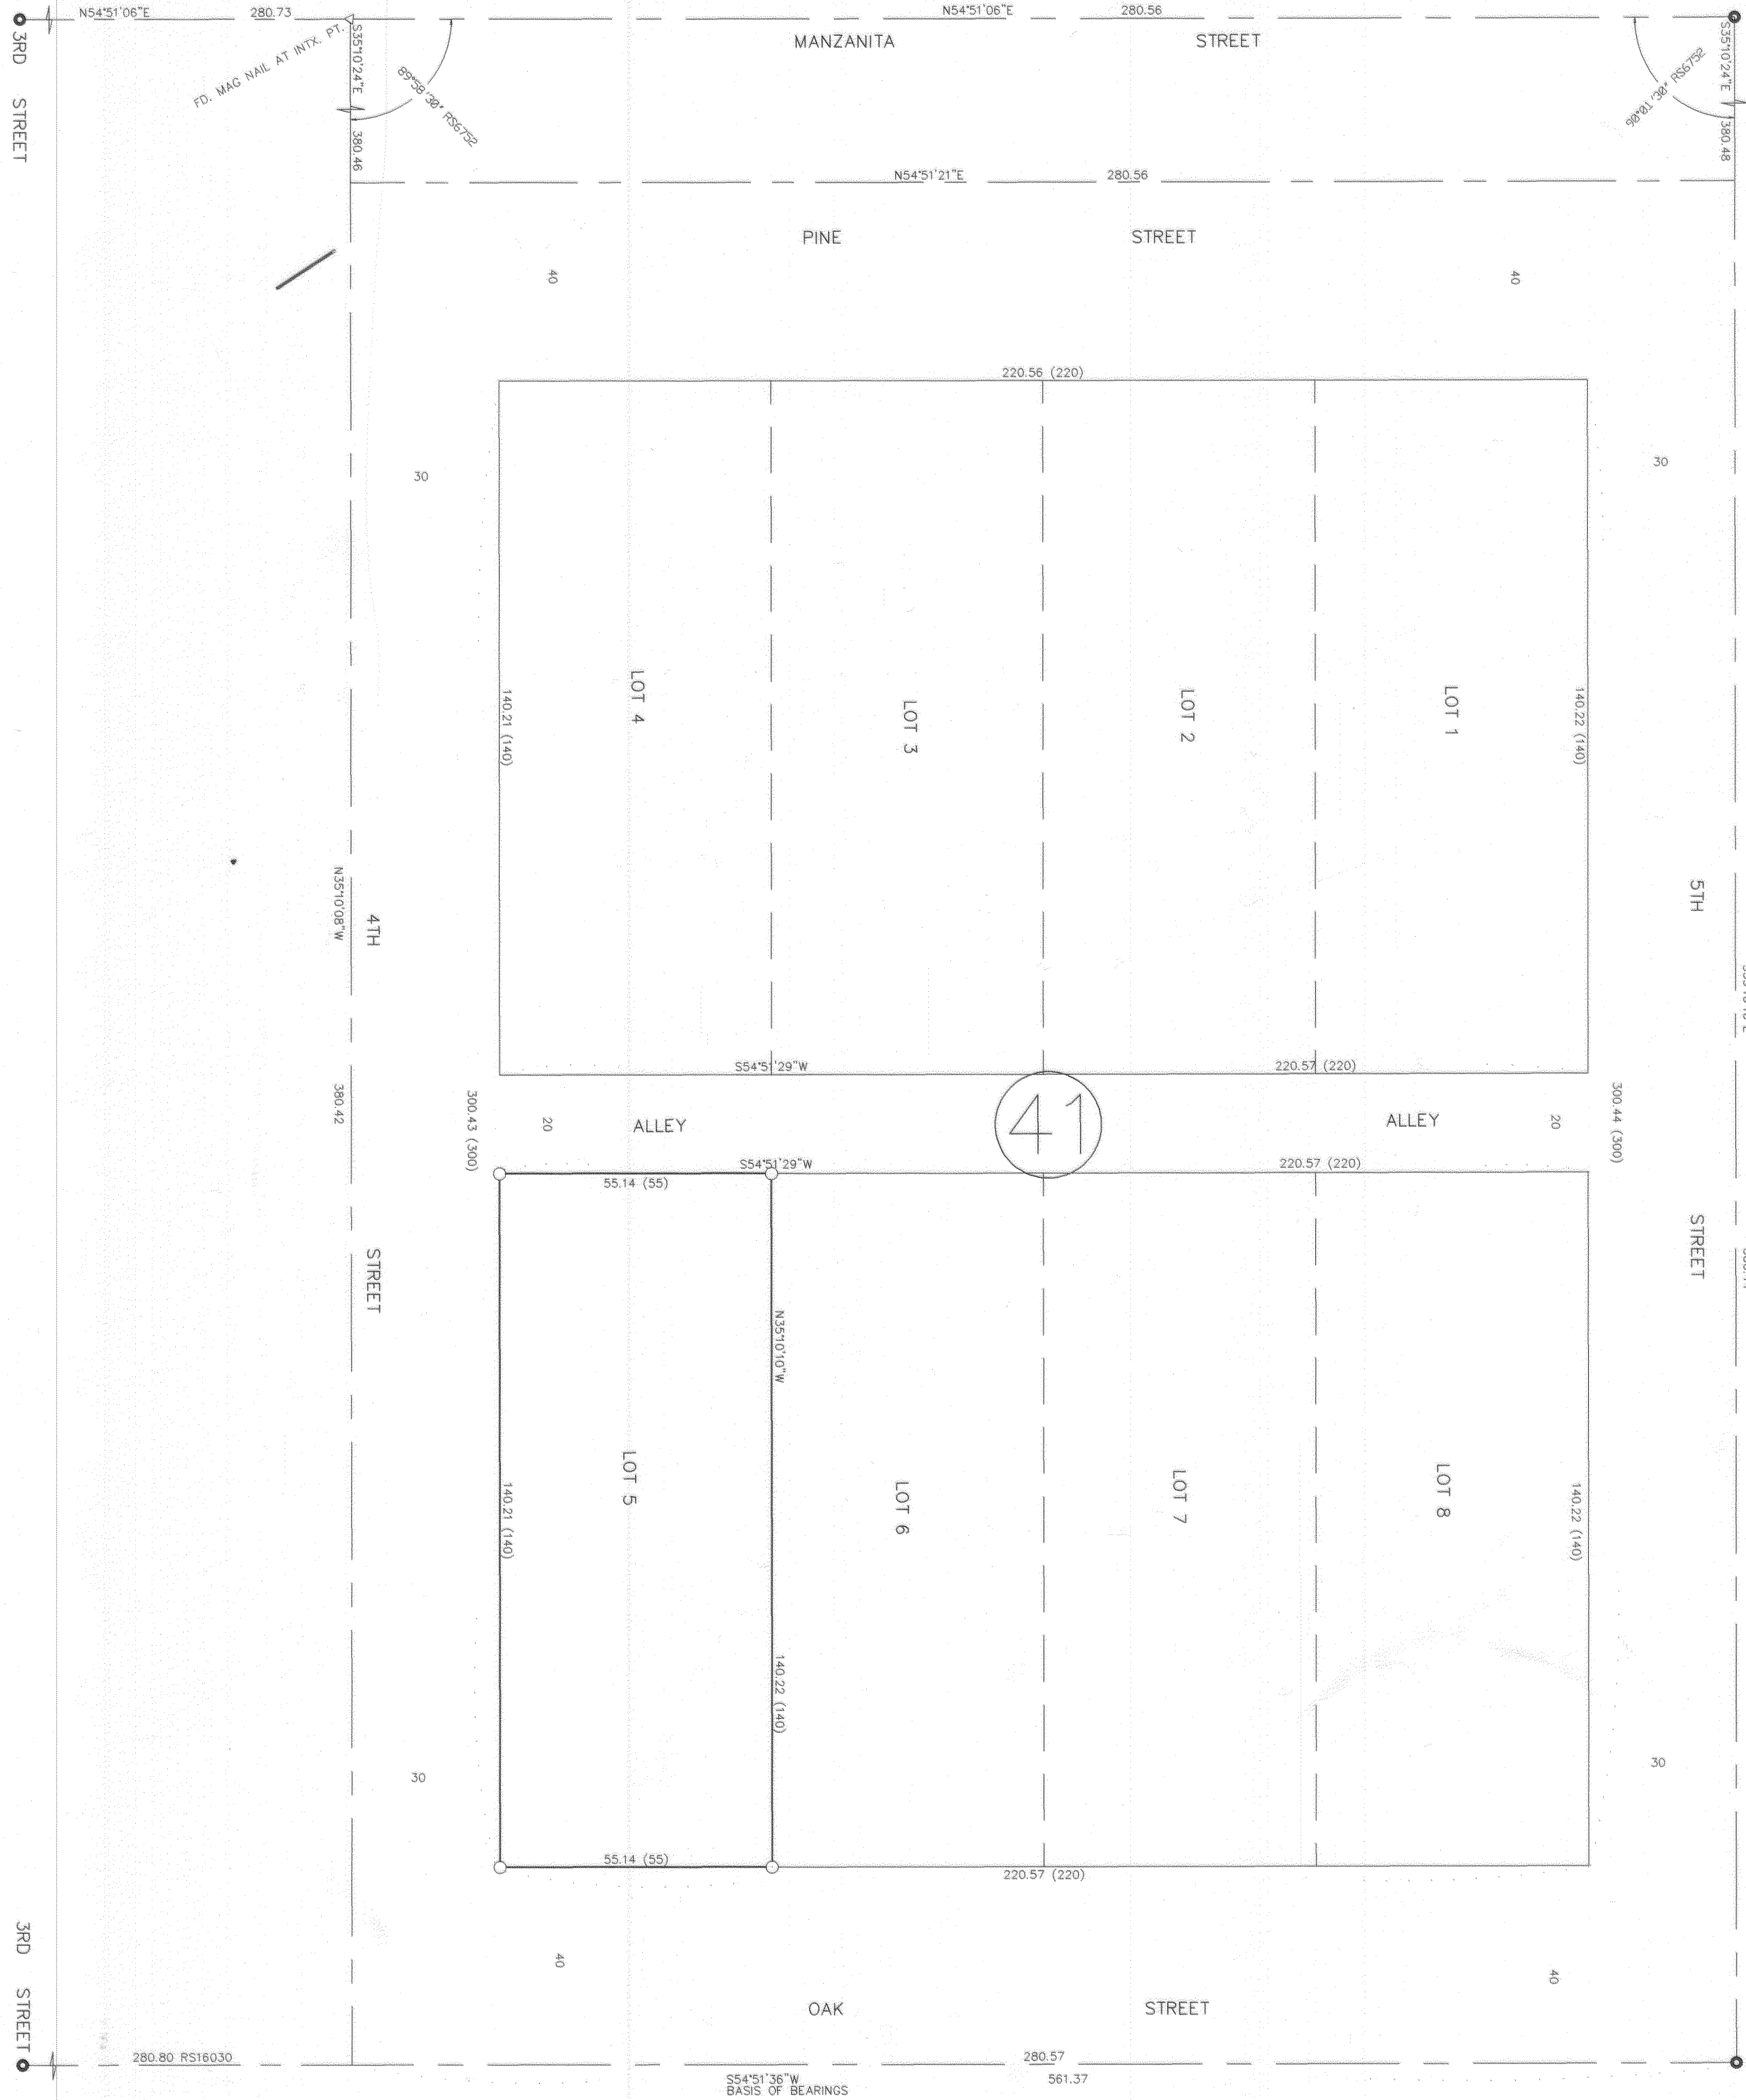 N54°51'06"E 280.73 N54°51'06"E 280.56
3RD STREET
FD. MAG NAIL AT INTX. PT.
S35°10'24"E 380.46
89°58'30" RS6752
MANZANITA STREET
90°01'30" RS6752
S35°10'24"E 380.48
N54°51'21"E 280.56
PINE STREET
40
40
220.56 (220)
30
30
LOT 4
LOT 3
LOT 2
LOT 1
140.21 (140)
140.22 (140)
N35°10'08"W 380.42
4TH STREET
5TH STREET
S54°51'29"W 220.57 (220)
300.43 (300)
20
ALLEY
41
ALLEY
20
300.44 (300)
S54°51'29"W 220.57 (220)
55.14 (55)
N35°10'10"W 140.22 (140)
LOT 5
LOT 6
LOT 7
LOT 8
140.21 (140)
140.22 (140)
30
30
55.14 (55)
220.57 (220)
40
40
3RD STREET
OAK STREET
280.80 RS16030 280.57
S54°51'36"W 561.37
BASIS OF BEARINGS